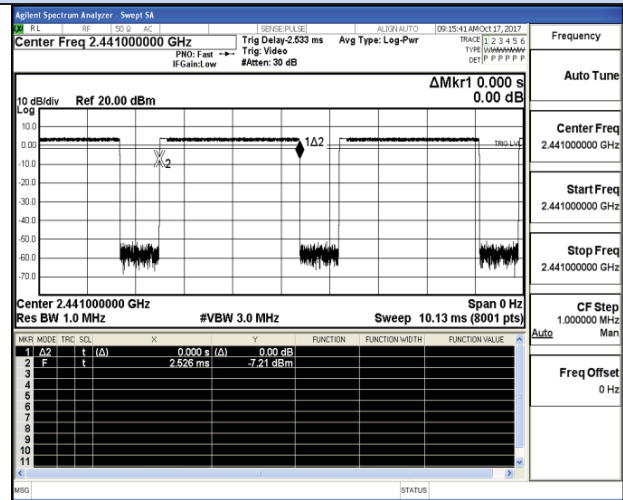 Agilent Spectrum Analyzer - Swept SA
RL RF 50 Ω AC SENSE:PULSE ALIGN AUTO 09:15:41 AM Oct 17, 2017
Center Freq 2.441000000 GHz
PNO: Fast
IFGain:Low
Trig Delay-2.533 ms
Trig: Video
#Atten: 30 dB
Avg Type: Log-Pwr
TRACE 1 2 3 4 5 6
TYPE WWWWWW
DET P P P P P P
ΔMkr1 0.000 s
0.00 dB
10 dB/div Ref 20.00 dBm
Log
10.0
0.00
-10.0
-20.0
-30.0
-40.0
-50.0
-60.0
-70.0
1Δ2
2
TRIG LVL
Center 2.441000000 GHz Span 0 Hz
Res BW 1.0 MHz #VBW 3.0 MHz Sweep 10.13 ms (8001 pts)
MKR MODE TRC SCL X Y FUNCTION FUNCTION WIDTH FUNCTION VALUE
1 Δ2 t (Δ) 0.000 s (Δ) 0.00 dB
2 F t 2.526 ms -7.21 dBm
3
4
5
6
7
8
9
10
11
MSG STATUS
Frequency
Auto Tune
Center Freq
2.441000000 GHz
Start Freq
2.441000000 GHz
Stop Freq
2.441000000 GHz
CF Step
1.000000 MHz
Auto Man
Freq Offset
0 Hz